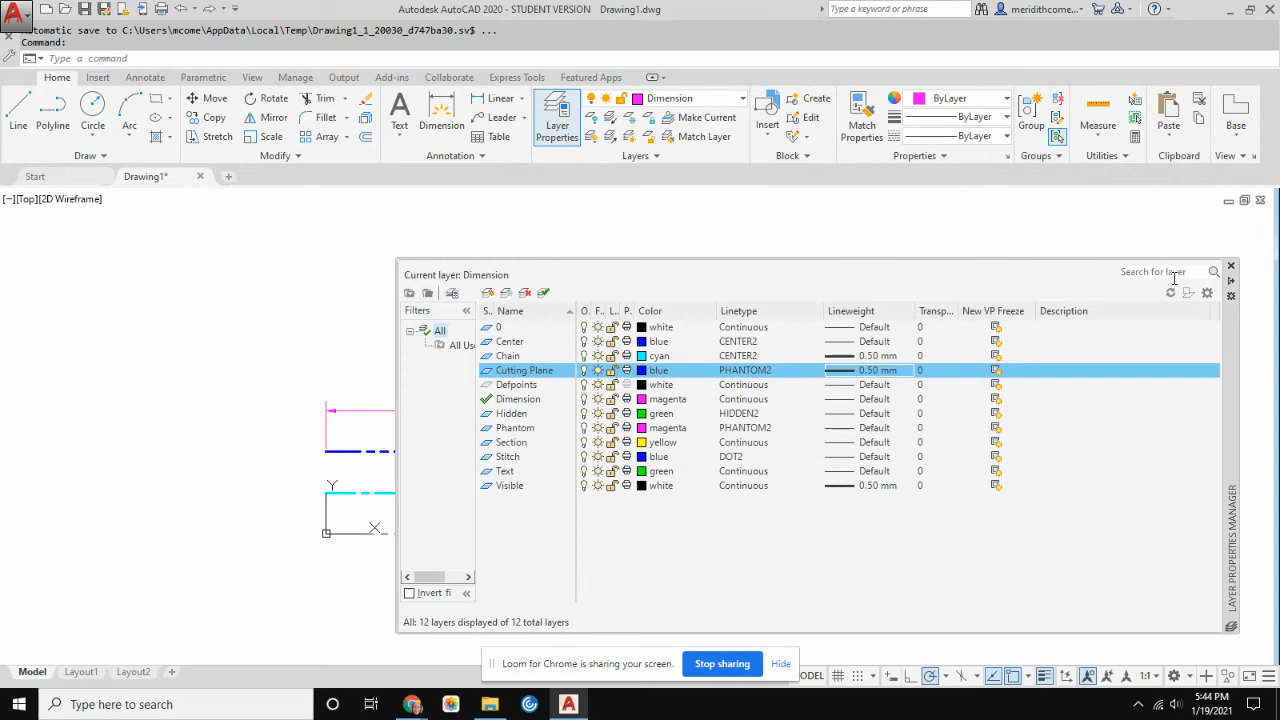 Autodesk AutoCAD 2020 - STUDENT VERSION Drawing1.dwg Type a keyword or phrase meridithcome...
Automatic save to C:\Users\mcome\AppData\Local\Temp\Drawing1_1_20030_d747ba30.sv$ ...
Command:
Type a command
Home Insert Annotate Parametric View Manage Output Add-ins Collaborate Express Tools Featured Apps
Move Rotate Trim Linear Dimension Create ByLayer
Copy Mirror Fillet Leader Make Current Edit ByLayer
Stretch Scale Array Table Match Layer ByLayer
Line Polyline Circle Arc Text Dimension Layer Properties Insert Match Properties Group Measure Paste Base
Draw Modify Annotation Layers Block Properties Groups Utilities Clipboard View
Start Drawing1*
[−][Top][2D Wireframe]
Current layer: Dimension Search for layer
Filters S.. Name O. F.. L.. P.. Color Linetype Lineweight Transp... New VP Freeze Description
All
All Use
0 white Continuous Default 0
Center blue CENTER2 Default 0
Chain cyan CENTER2 0.50 mm 0
Cutting Plane blue PHANTOM2 0.50 mm 0
Defpoints white Continuous Default 0
Dimension magenta Continuous Default 0
Hidden green HIDDEN2 Default 0
Phantom magenta PHANTOM2 Default 0
Section yellow Continuous Default 0
Stitch blue DOT2 Default 0
Text green Continuous Default 0
Visible white Continuous 0.50 mm 0
Y
X
Invert fi
All: 12 layers displayed of 12 total layers
LAYER PROPERTIES MANAGER
Loom for Chrome is sharing your screen. Stop sharing Hide
Model Layout1 Layout2 MODEL 1:1
Type here to search
5:44 PM
1/19/2021